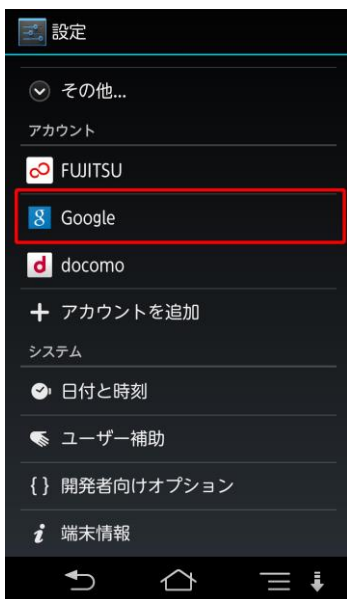 設定
その他...
アカウント
FUJITSU
8 Google
d docomo
アカウントを追加
システム
日付と時刻
ユーザー補助
{ } 開発者向けオプション
i 端末情報